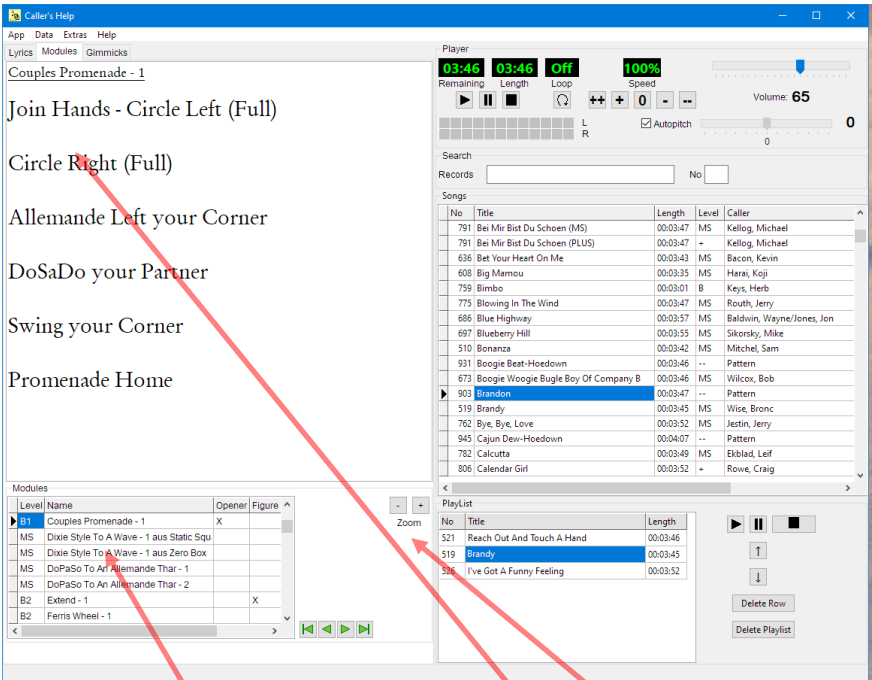 Caller's Help
App Data Extras Help
Lyrics Modules Gimmicks
Couples Promenade - 1
Join Hands - Circle Left (Full)
Circle Right (Full)
Allemande Left your Corner
DoSaDo your Partner
Swing your Corner
Promenade Home
Modules
Level Name Opener Figure
B1 Couples Promenade - 1 X
MS Dixie Style To A Wave - 1 aus Static Squ
MS Dixie Style To A Wave - 1 aus Zero Box
MS DoPaSo To An Allemande Thar - 1
MS DoPaSo To An Allemande Thar - 2
B2 Extend - 1 X
B2 Ferris Wheel - 1
- +
Zoom
Player
03:46 03:46 Off 100%
Remaining Length Loop Speed
++ + 0 - --
Volume: 65
L
R
Autopitch 0
0
Search
Records No
Songs
No Title Length Level Caller
791 Bei Mir Bist Du Schoen (MS) 00:03:47 MS Kellog, Michael
791 Bei Mir Bist Du Schoen (PLUS) 00:03:47 + Kellog, Michael
636 Bet Your Heart On Me 00:03:43 MS Bacon, Kevin
608 Big Mamou 00:03:35 MS Harai, Koji
759 Bimbo 00:03:01 B Keys, Herb
775 Blowing In The Wind 00:03:47 MS Routh, Jerry
686 Blue Highway 00:03:57 MS Baldwin, Wayne/Jones, Jon
697 Blueberry Hill 00:03:55 MS Sikorsky, Mike
510 Bonanza 00:03:42 MS Mitchel, Sam
931 Boogie Beat-Hoedown 00:03:46 -- Pattern
673 Boogie Woogie Bugle Boy Of Company B 00:03:46 MS Wilcox, Bob
903 Brandon 00:03:47 -- Pattern
519 Brandy 00:03:45 MS Wise, Bronc
762 Bye, Bye, Love 00:03:52 MS Jestin, Jerry
945 Cajun Dew-Hoedown 00:04:07 -- Pattern
782 Calcutta 00:03:49 MS Ekblad, Leif
806 Calendar Girl 00:03:52 + Rowe, Craig
PlayList
No Title Length
521 Reach Out And Touch A Hand 00:03:46
519 Brandy 00:03:45
526 I've Got A Funny Feeling 00:03:52
Delete Row
Delete Playlist